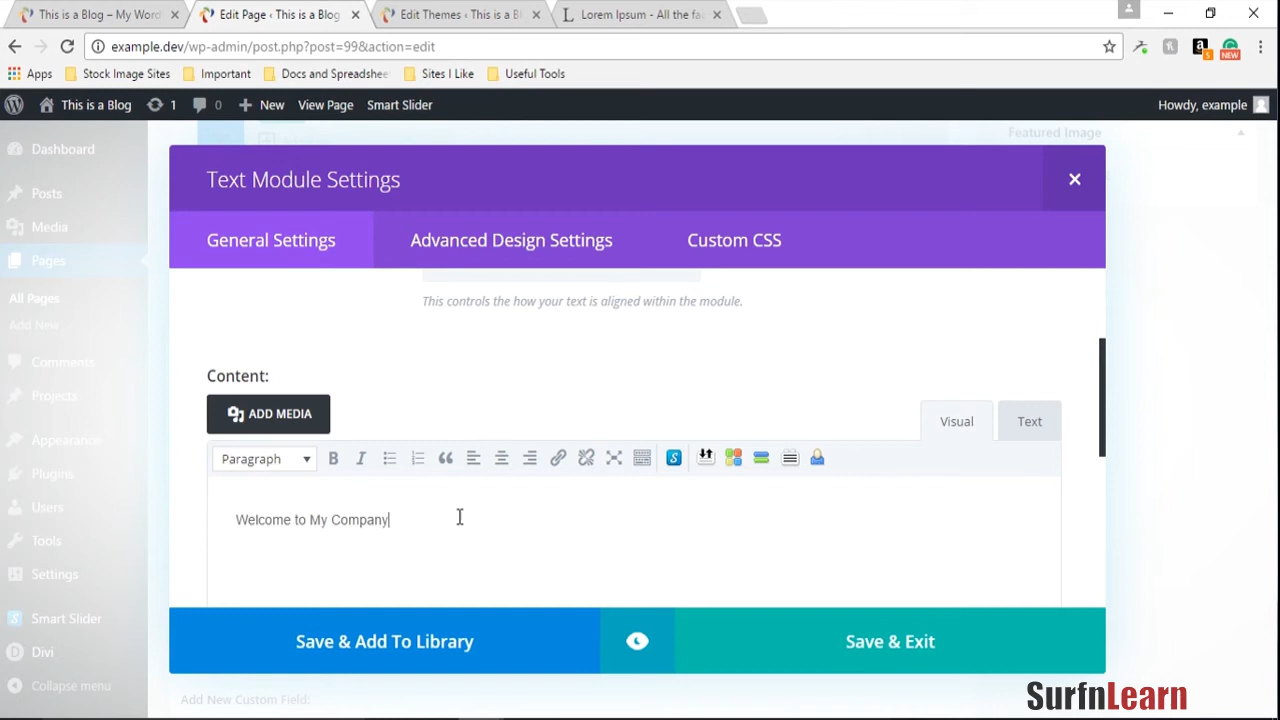 This is a Blog – My Word
Edit Page ‹ This is a Blog
Edit Themes ‹ This is a Bl
Lorem Ipsum - All the fac
example.dev/wp-admin/post.php?post=99&action=edit
NEW
Apps Stock Image Sites Important Docs and Spreadshee Sites I Like Useful Tools
This is a Blog 1 0 New View Page Smart Slider Howdy, example
Featured Image
Dashboard
Posts
Media
Pages
All Pages
Add New
Comments
Projects
Appearance
Plugins
Users
Tools
Settings
Smart Slider
Divi
Collapse menu
Text Module Settings
General Settings Advanced Design Settings Custom CSS
This controls the how your text is aligned within the module.
Content:
ADD MEDIA
Visual Text
Paragraph
Welcome to My Company
Save & Add To Library Save & Exit
Add New Custom Field:
SurfnLearn